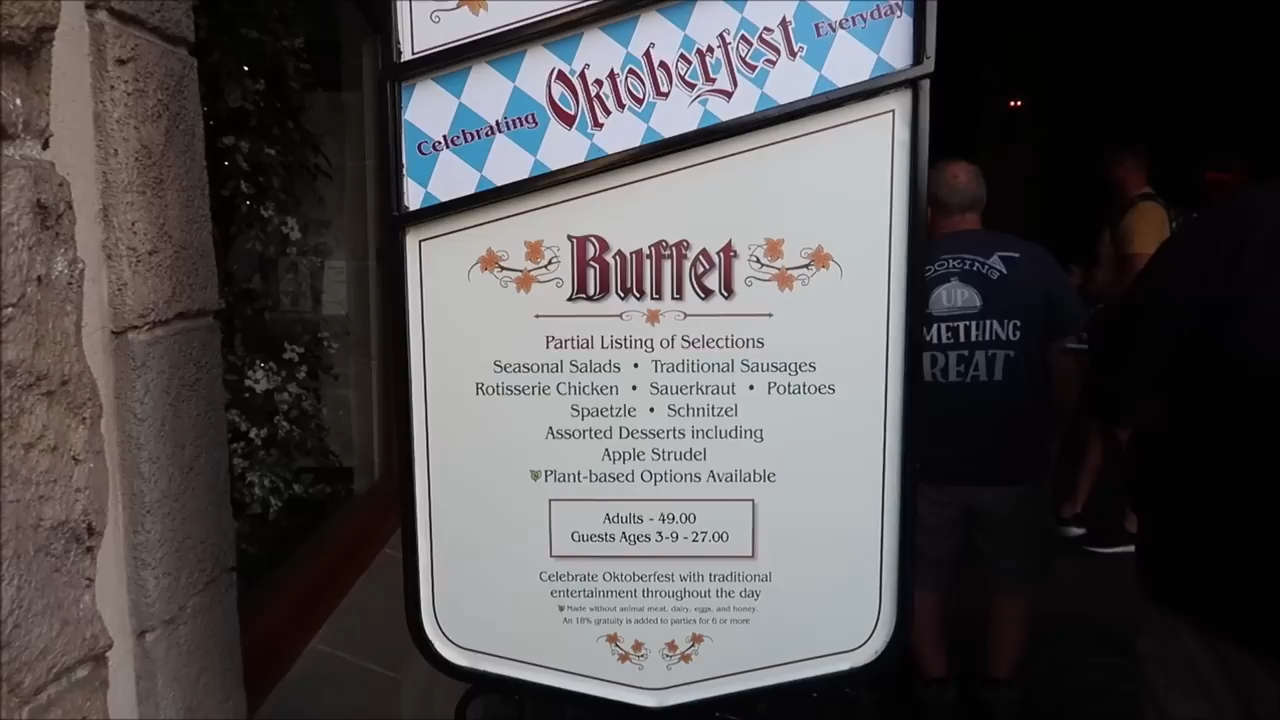 Celebrating Oktoberfest Everyday
Buffet
Partial Listing of Selections
Seasonal Salads • Traditional Sausages
Rotisserie Chicken • Sauerkraut • Potatoes
Spaetzle • Schnitzel
Assorted Desserts including
Apple Strudel
Plant-based Options Available
Adults - 49.00
Guests Ages 3-9 - 27.00
Celebrate Oktoberfest with traditional
entertainment throughout the day
Made without animal meat, dairy, eggs, and honey.
An 18% gratuity is added to parties for 6 or more
OOKING
UP
METHING
REAT